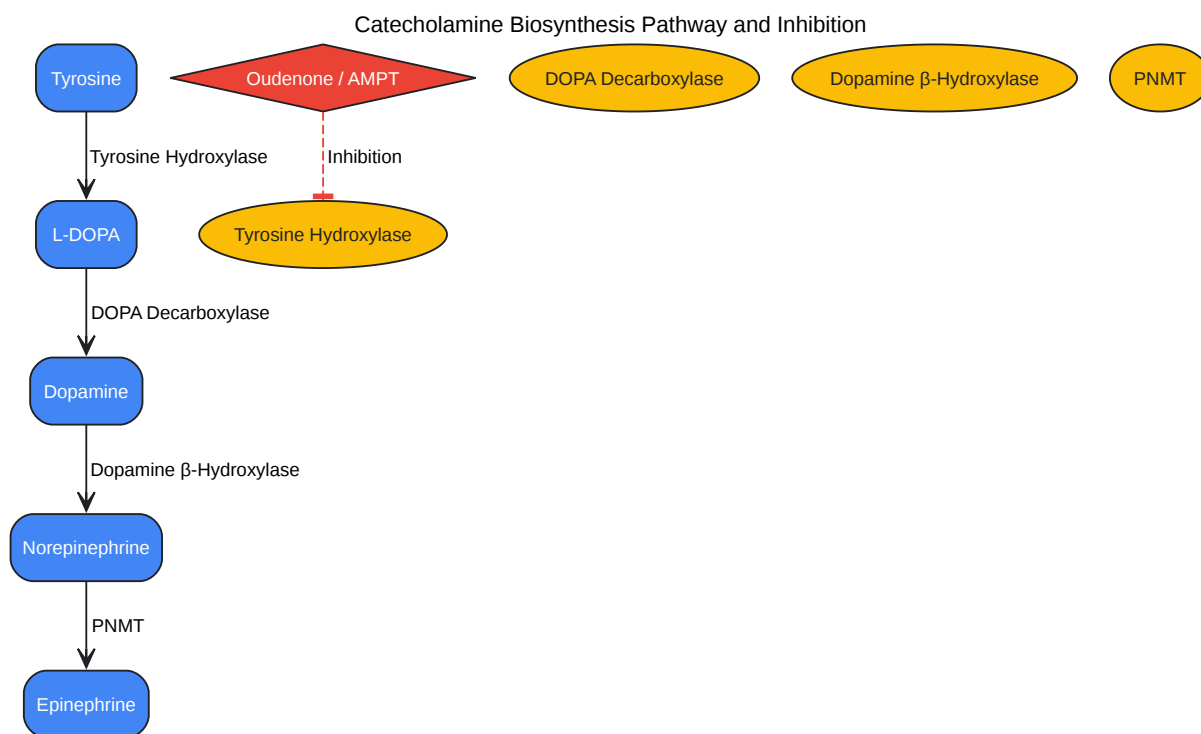 Catecholamine Biosynthesis Pathway and Inhibition
Tyrosine
Oudenone / AMPT
DOPA Decarboxylase
Dopamine β-Hydroxylase
PNMT
Tyrosine Hydroxylase
Inhibition
L-DOPA
Tyrosine Hydroxylase
DOPA Decarboxylase
Dopamine
Dopamine β-Hydroxylase
Norepinephrine
PNMT
Epinephrine